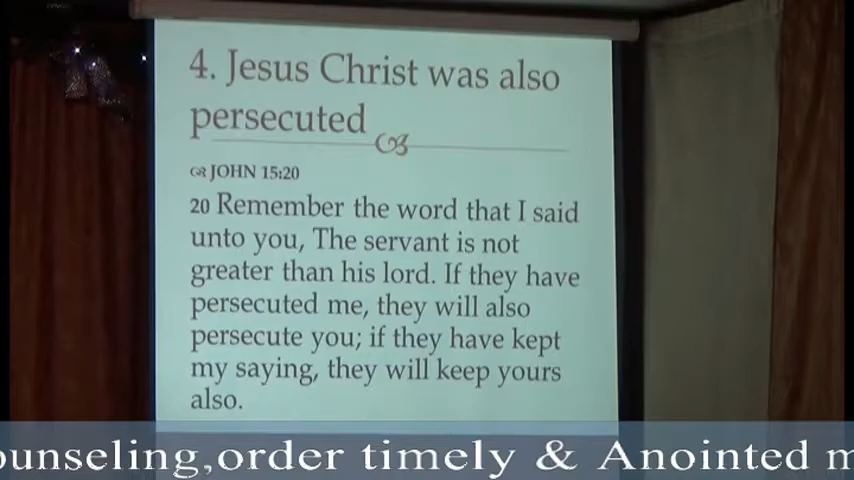 4. Jesus Christ was also
persecuted
JOHN 15:20
20 Remember the word that I said
unto you, The servant is not
greater than his lord. If they have
persecuted me, they will also
persecute you; if they have kept
my saying, they will keep yours
also.
ounseling,order timely & Anointed m